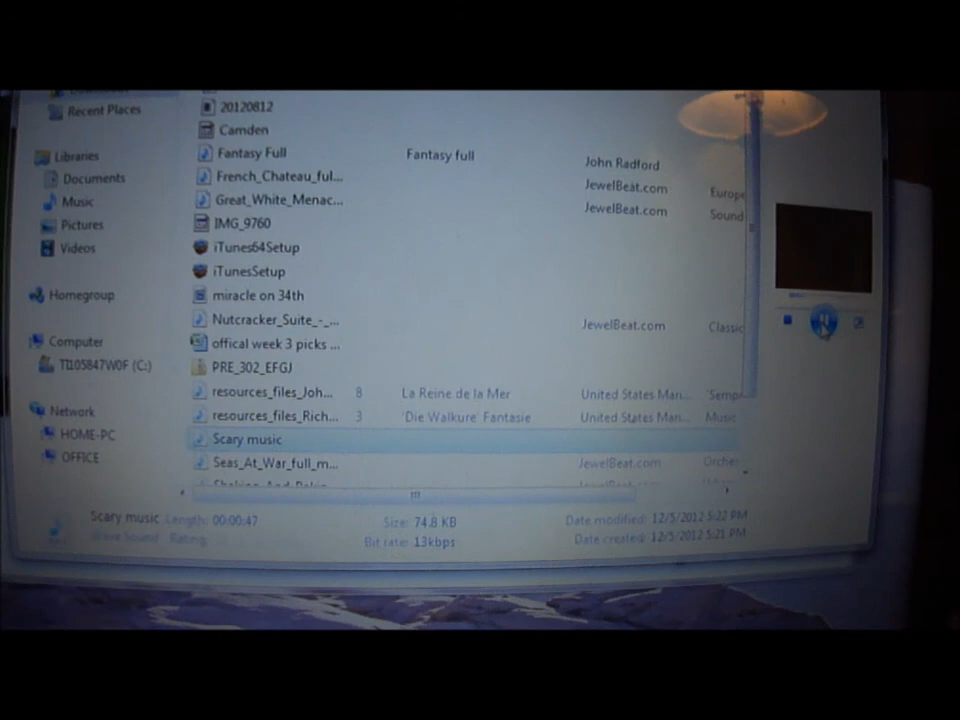 Recent Places
Libraries
Documents
Music
Pictures
Videos
Homegroup
Computer
TI105847W0F (C:)
Network
HOME-PC
OFFICE
20120812
Camden
Fantasy Full Fantasy full John Radford
French_Chateau_ful... JewelBeat.com Europe
Great_White_Menac... JewelBeat.com Sound
IMG_9760
iTunes64Setup
iTunesSetup
miracle on 34th
Nutcracker_Suite_-_... JewelBeat.com Classic
offical week 3 picks ...
PRE_302_EFGJ
resources_files_Joh... 8 La Reine de la Mer United States Mari... 'Semp
resources_files_Rich... 3 'Die Walkure' Fantasie United States Mari... Music
Scary music
Seas_At_War_full_m... JewelBeat.com Orche
Scary music Length: 00:00:47 Size: 74.8 KB Date modified: 12/5/2012 5:22 PM
Wave Sound Rating: Bit rate: 13kbps Date created: 12/5/2012 5:21 PM